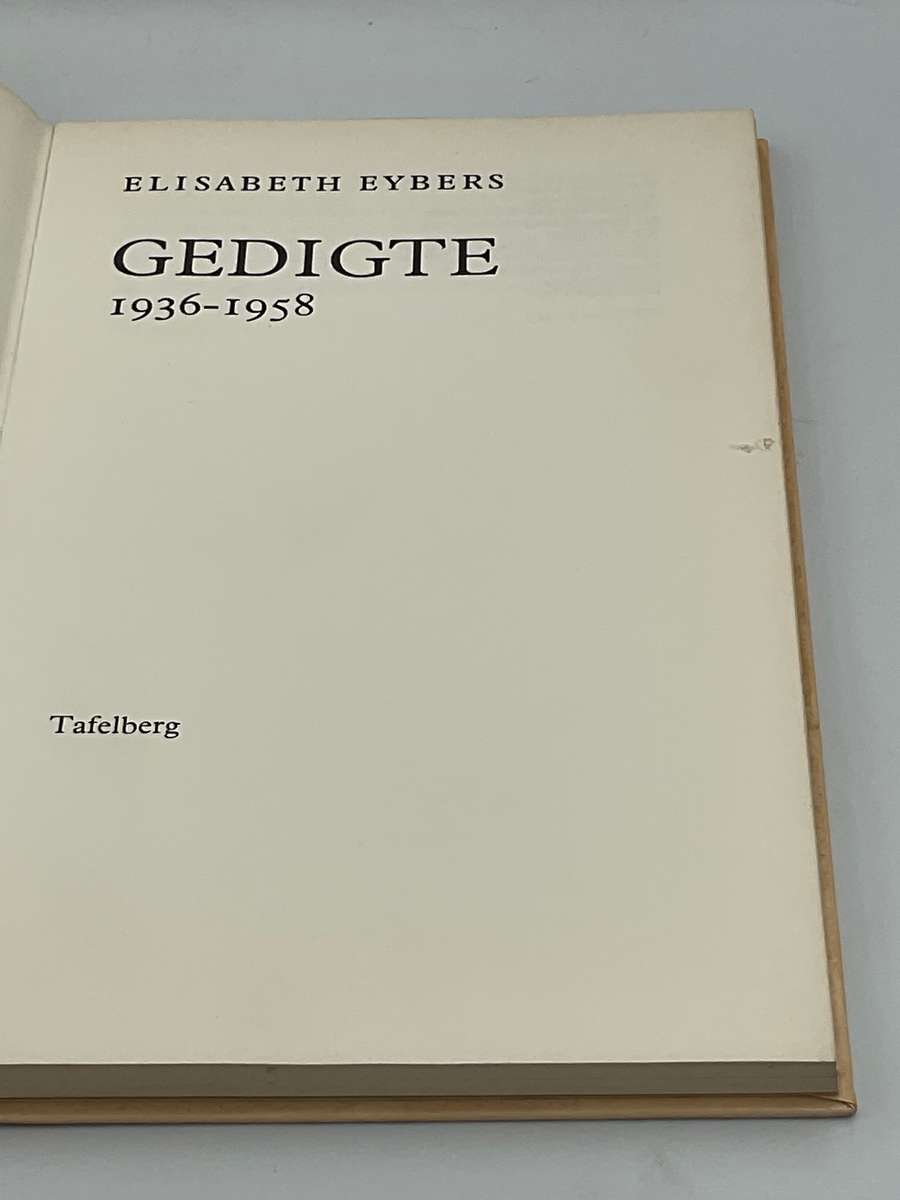 ELISABETH EYBERS
GEDIGTE
1936-1958
Tafelberg